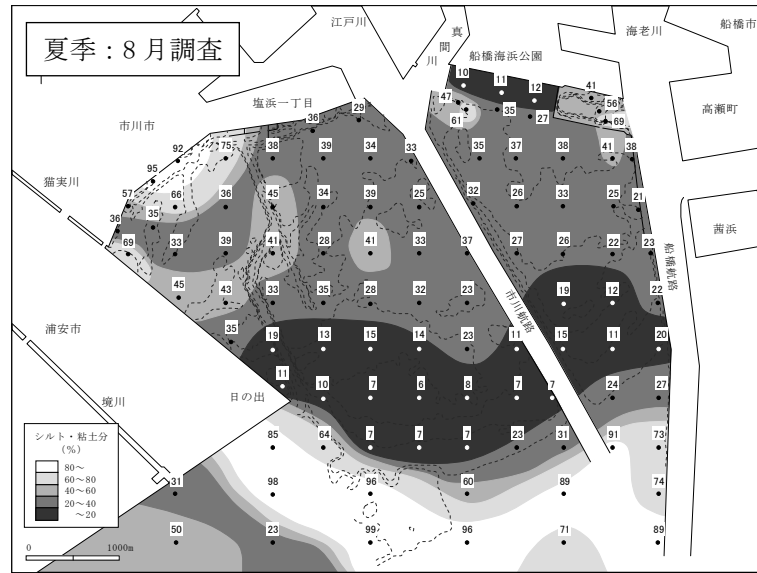 夏季：8月調査
江戸川
真間川
船橋海浜公園
海老川
船橋市
高瀬町
塩浜一丁目
市川市
猫実川
茜浜
船橋航路
市川航路
浦安市
日の出
境川
10 11 12 41
47 35 56
61 27 69
29
36
92 75 38 39 34 33 35 37 38 41 38
95
57 66 36 45 34 39 25 32 26 33 25 21
36 35
69 33 39 41 28 41 33 37 27 26 22 23
45 43 33 35 28 32 23 19 12 22
35 19 13 15 14 23 11 15 11 20
11 10 7 6 8 7 7 24 27
85 64 7 7 7 23 31 91 73
31 98 96 60 89 74
50 23 99 96 71 89
シルト・粘土分
（%）
80～
60～80
40～60
20～40
～20
0 1000m